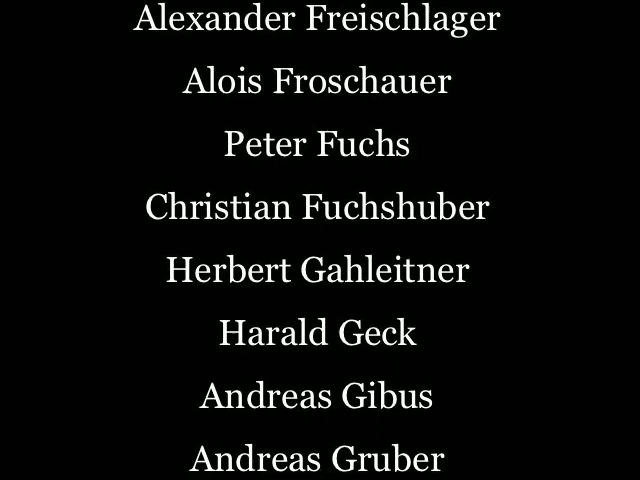 Alexander Freischlager
Alois Froschauer
Peter Fuchs
Christian Fuchshuber
Herbert Gahleitner
Harald Geck
Andreas Gibus
Andreas Gruber